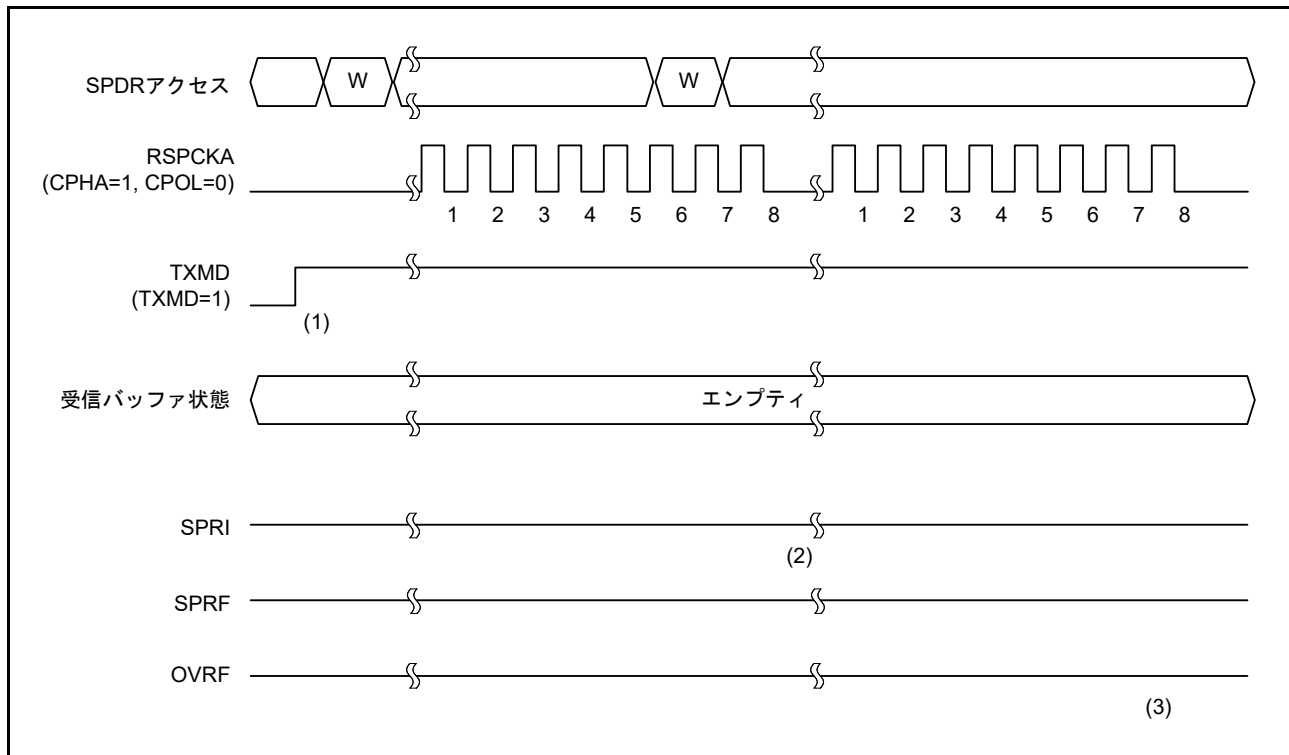 SPDRアクセス
W
W
RSPCKA
(CPHA=1, CPOL=0)
1 2 3 4 5 6 7 8 1 2 3 4 5 6 7 8
TXMD
(TXMD=1)
(1)
受信バッファ状態
エンプティ
SPRI
(2)
SPRF
OVRF
(3)